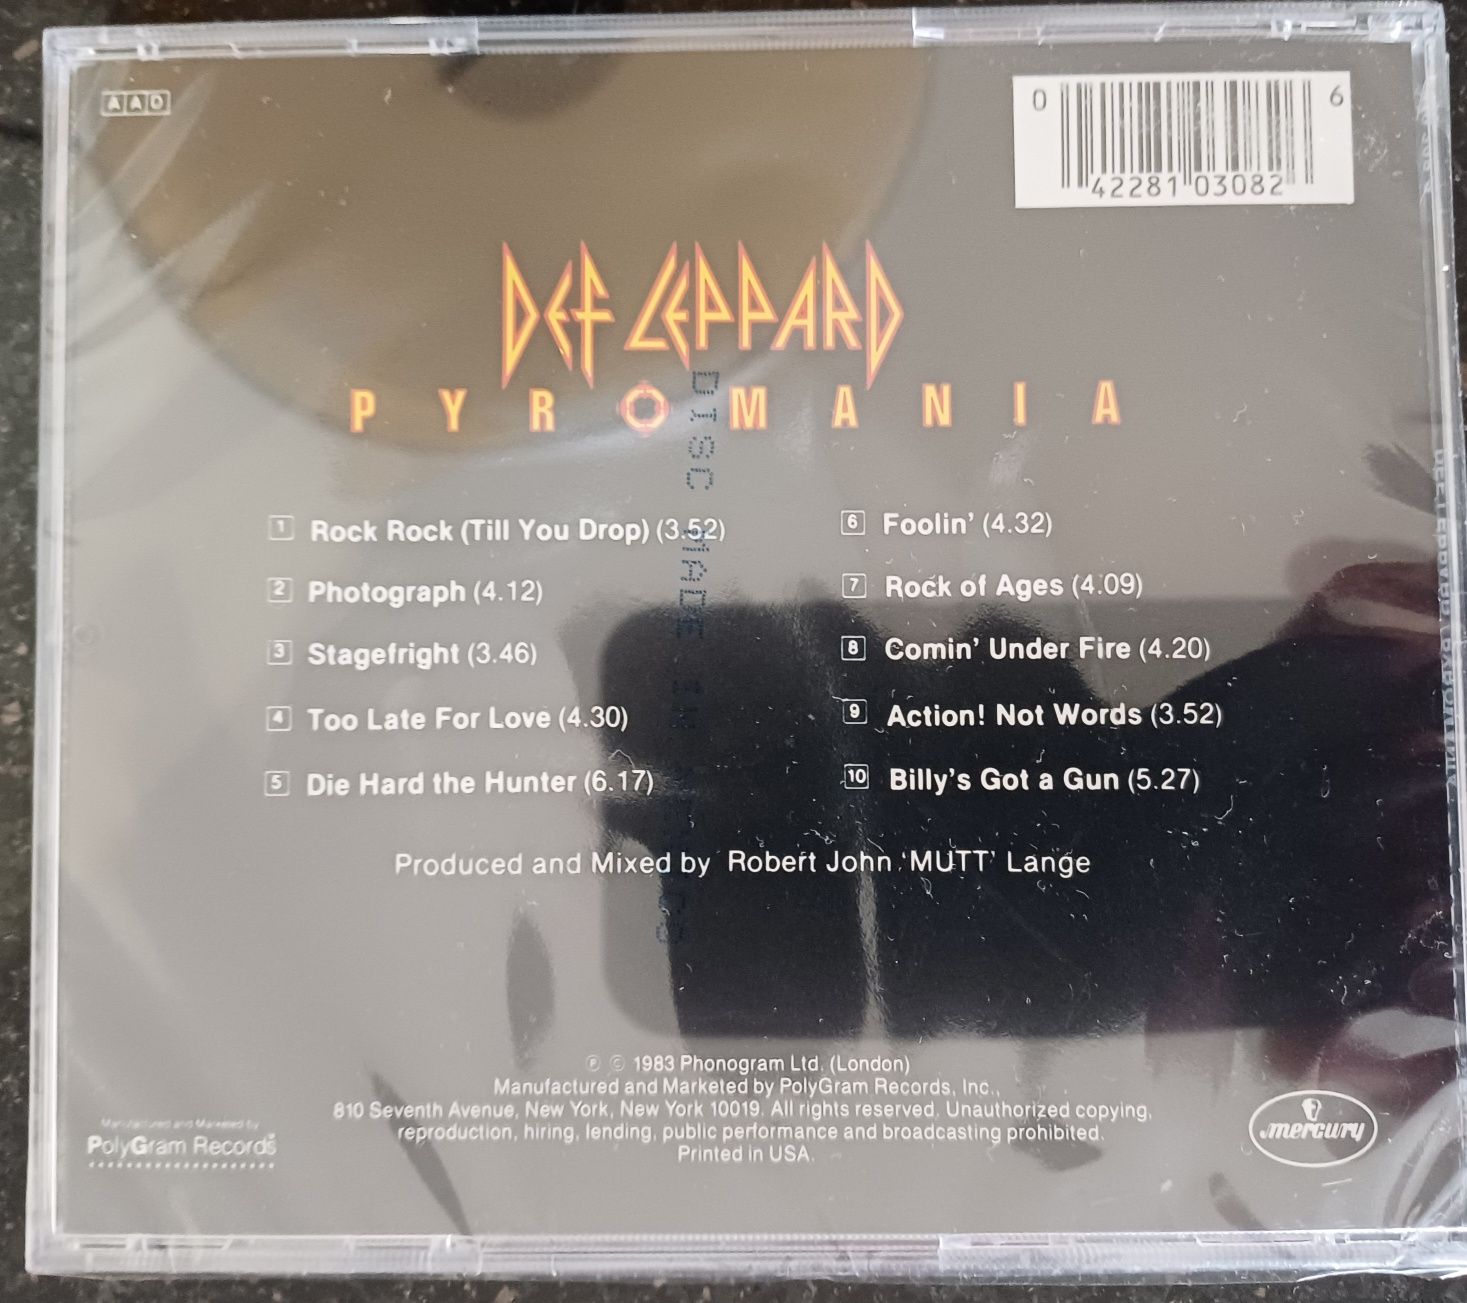 AAD
0 6
42281 03082
DEF LEPPARD
PYROMANIA
1 Rock Rock (Till You Drop) (3.52)
2 Photograph (4.12)
3 Stagefright (3.46)
4 Too Late For Love (4.30)
5 Die Hard the Hunter (6.17)
6 Foolin' (4.32)
7 Rock of Ages (4.09)
8 Comin' Under Fire (4.20)
9 Action! Not Words (3.52)
10 Billy's Got a Gun (5.27)
DISC MADE IN
Produced and Mixed by Robert John 'MUTT' Lange
℗ © 1983 Phonogram Ltd. (London)
Manufactured and Marketed by PolyGram Records, Inc.,
810 Seventh Avenue, New York, New York 10019. All rights reserved. Unauthorized copying,
reproduction, hiring, lending, public performance and broadcasting prohibited.
Printed in USA.
Manufactured and Marketed by
PolyGram Records
mercury
DEF LEPPARD \ PYROMANIA